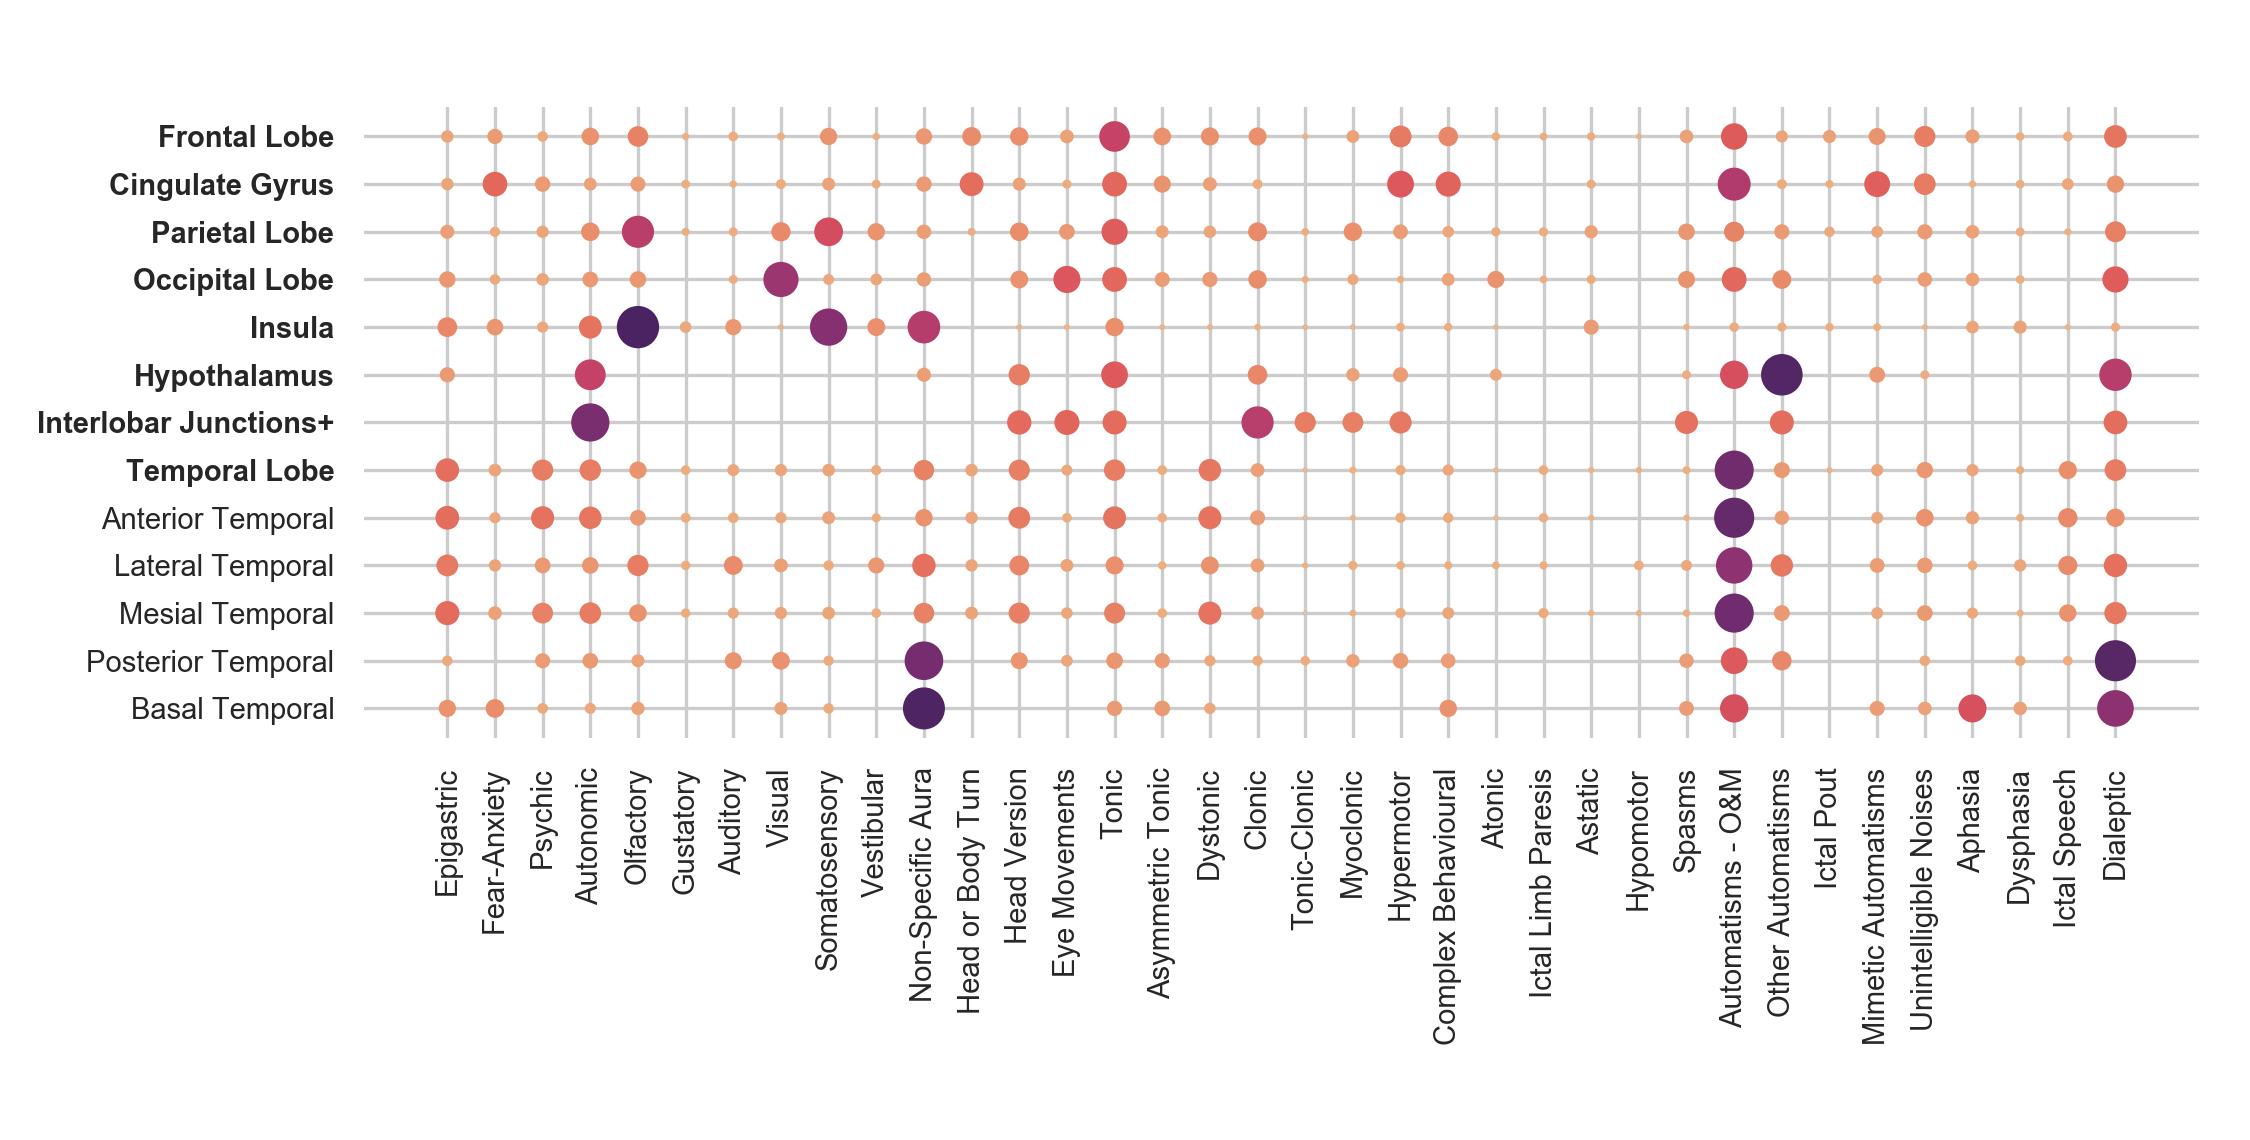 Frontal Lobe
Cingulate Gyrus
Parietal Lobe
Occipital Lobe
Insula
Hypothalamus
Interlobar Junctions+
Temporal Lobe
Anterior Temporal
Lateral Temporal
Mesial Temporal
Posterior Temporal
Basal Temporal
Epigastric
Fear-Anxiety
Psychic
Autonomic
Olfactory
Gustatory
Auditory
Visual
Somatosensory
Vestibular
Non-Specific Aura
Head or Body Turn
Head Version
Eye Movements
Tonic
Asymmetric Tonic
Dystonic
Clonic
Tonic-Clonic
Myoclonic
Hypermotor
Complex Behavioural
Atonic
Ictal Limb Paresis
Astatic
Hypomotor
Spasms
Automatisms - O&M
Other Automatisms
Ictal Pout
Mimetic Automatisms
Unintelligible Noises
Aphasia
Dysphasia
Ictal Speech
Dialeptic